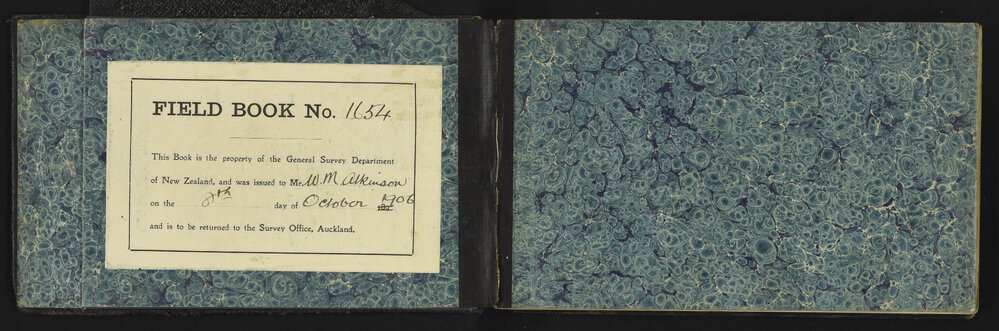 FIELD BOOK No. 1654
This Book is the property of the General Survey Department
of New Zealand, and was issued to Mr. W. M Atkinson
on the day of October 1906
and is to be returned to the Survey Office, Auckland.